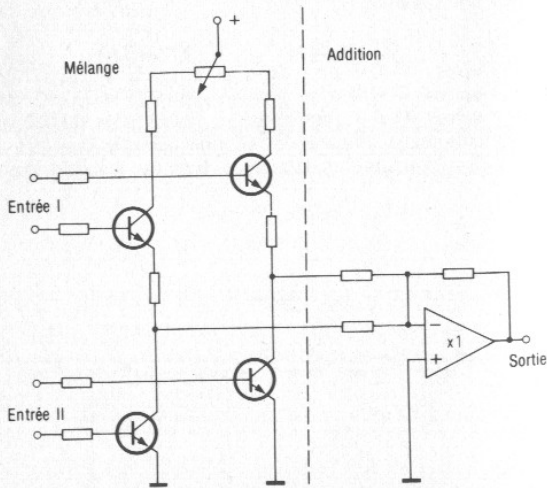 +
Mélange
Addition
Entrée I
Entrée II
−
x1
+
Sortie